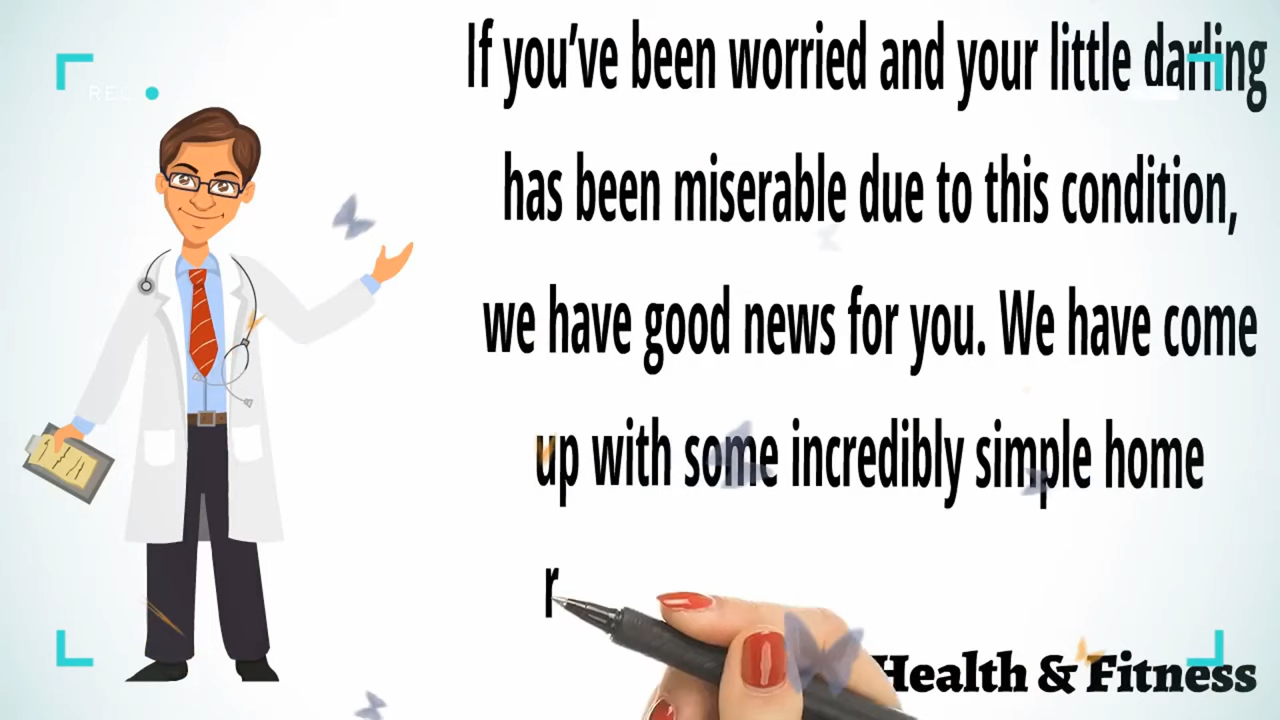 If you’ve been worried and your little darling
REC
has been miserable due to this condition,
we have good news for you. We have come
up with some incredibly simple home
r
Health & Fitness